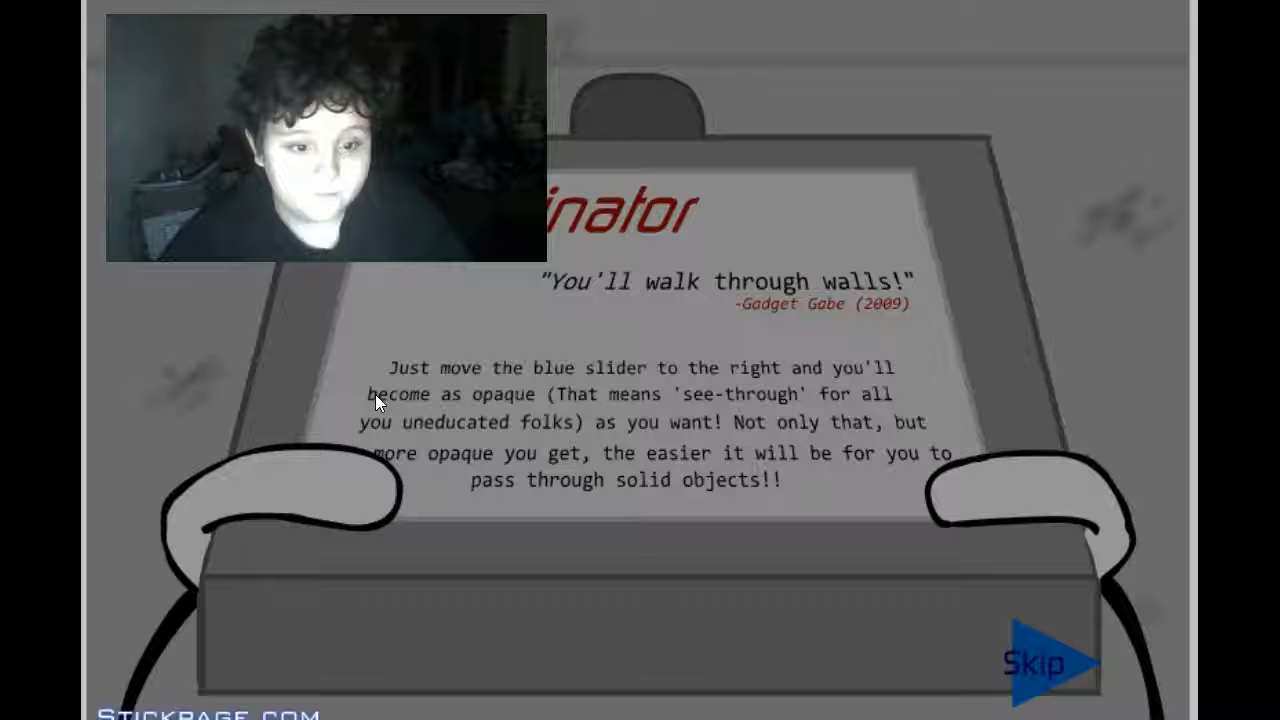 inator
"You'll walk through walls!"
-Gadget Gabe (2009)
Just move the blue slider to the right and you'll
become as opaque (That means 'see-through' for all
you uneducated folks) as you want! Not only that, but
more opaque you get, the easier it will be for you to
pass through solid objects!!
Skip
STICKPAGE.COM